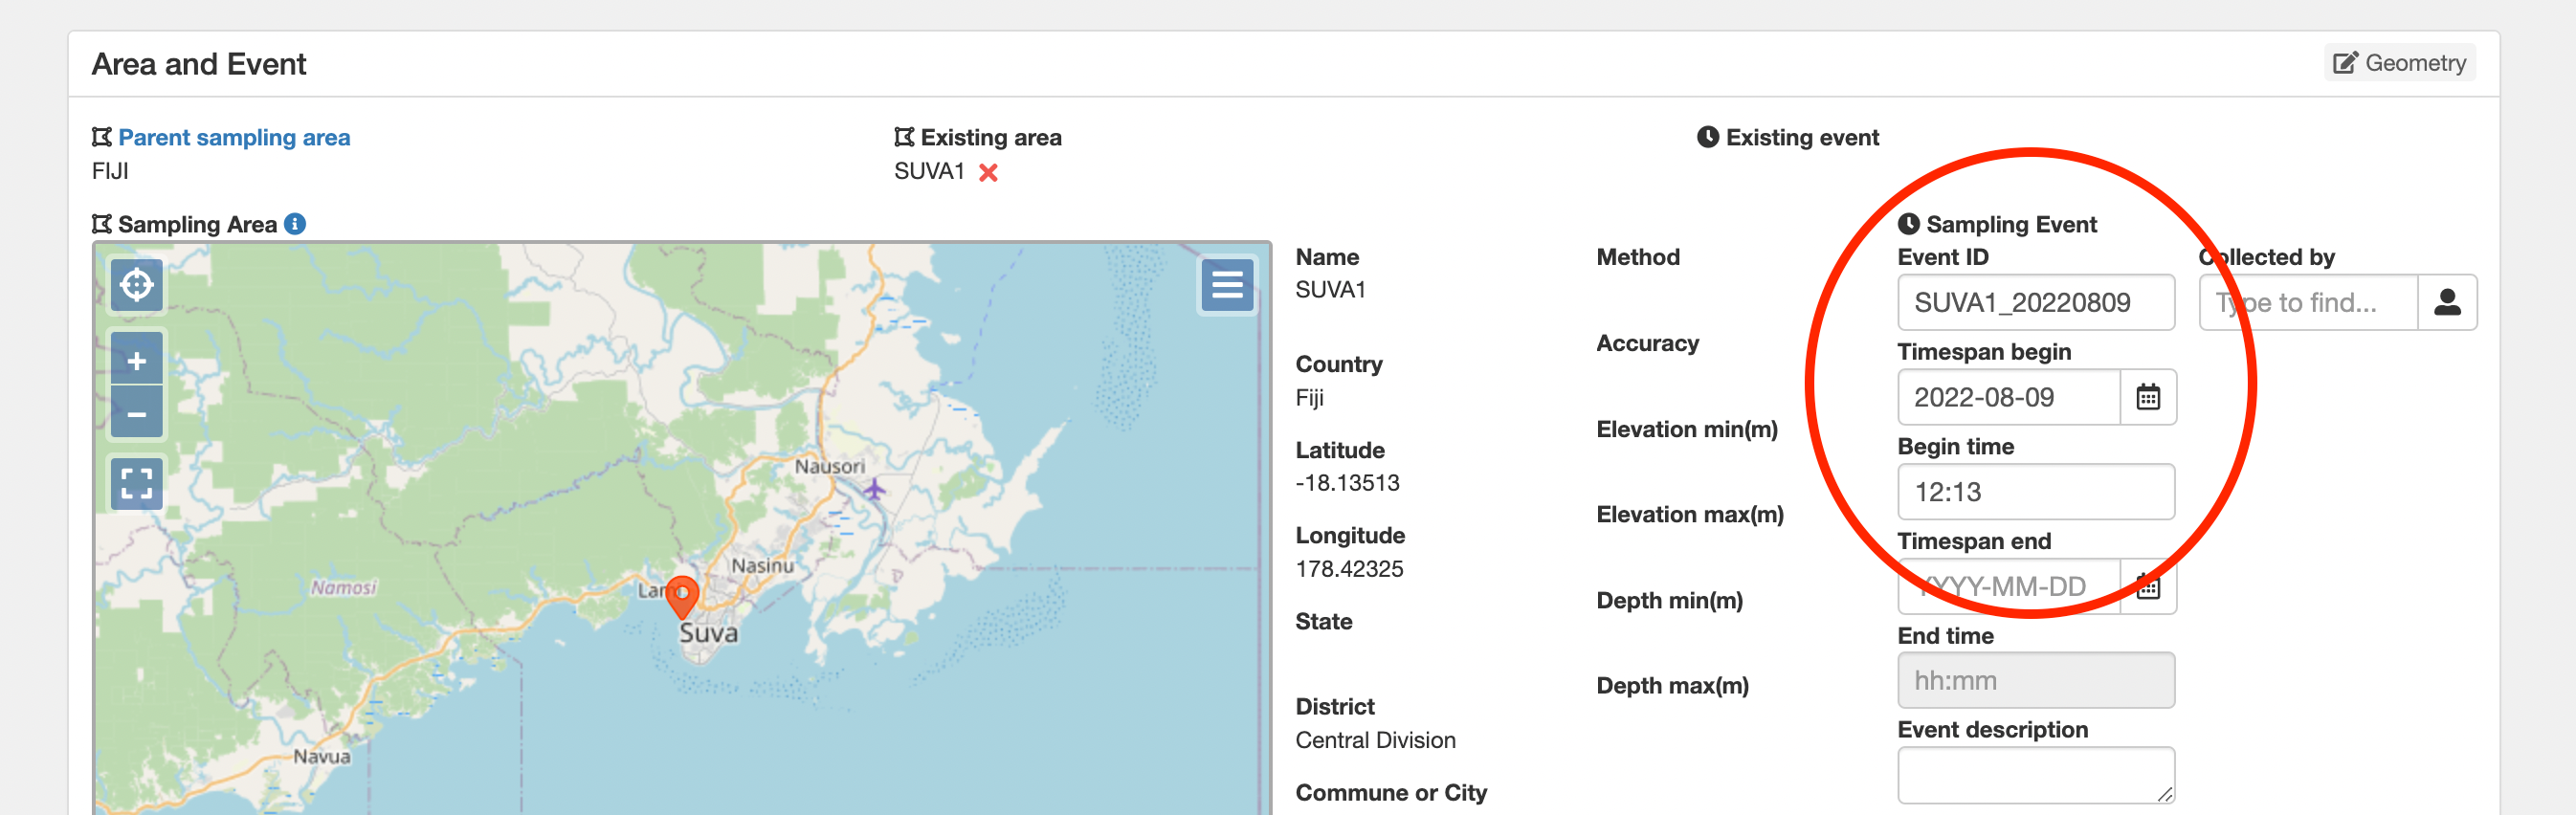 Area and Event
Geometry
Parent sampling area
FIJI
Existing area
SUVA1
Existing event
Sampling Area
Nausori
Nasinu
Namosi
Suva
Navua
Name
SUVA1
Country
Fiji
Latitude
-18.13513
Longitude
178.42325
State
District
Central Division
Commune or City
Method
Accuracy
Elevation min(m)
Elevation max(m)
Depth min(m)
Depth max(m)
Sampling Event
Event ID
SUVA1_20220809
Timespan begin
2022-08-09
Begin time
12:13
Timespan end
YYYY-MM-DD
End time
hh:mm
Event description
Collected by
Type to find...